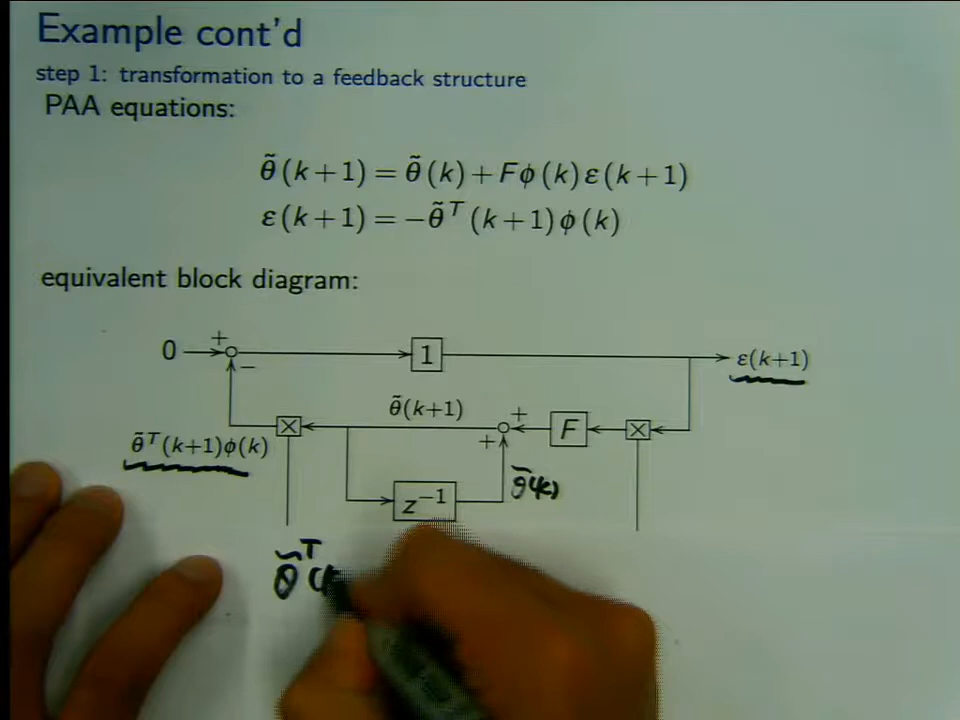 Example cont'd
step 1: transformation to a feedback structure
PAA equations:
θ̃(k+1) = θ̃(k) + Fϕ(k)ε(k+1)
ε(k+1) = −θ̃ᵀ(k+1)ϕ(k)
equivalent block diagram:
0 + − 1 ε(k+1)
θ̃(k+1) + + F × ×
θ̃ᵀ(k+1)ϕ(k)
z⁻¹ θ̃(k)
θ̃ᵀ(k